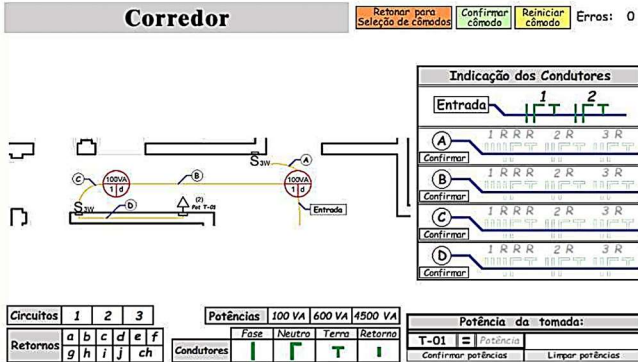 Corredor
Retonar para
Seleção de cômodos
Confirmar
cômodo
Reiniciar
cômodo
Erros: 0
Indicação dos Condutores
Entrada
1 2
A
1 R R R 2 R 3 R
Confirmar
B
1 R R R 2 R 3 R
Confirmar
C
1 R R R 2 R 3 R
Confirmar
D
1 R R R 2 R 3 R
Confirmar
S3W
A
C
100VA
1 d
B
100VA
1 d
S3W
D
(2)
Pot T-01
Entrada
Circuitos 1 2 3
Retornos a b c d e f
g h i j ch
Potências 100 VA 600 VA 4500 VA
Condutores Fase Neutro Terra Retorno
Potência da tomada:
T-01 = Potência
Confirmar potências Limpar potências